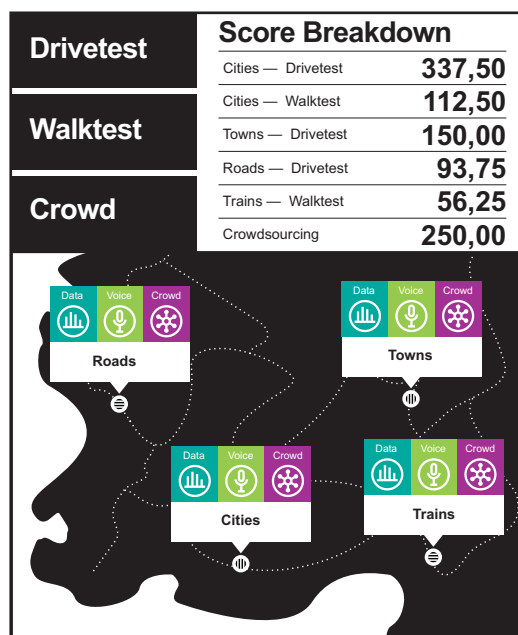 Drivetest
Walktest
Crowd
Score Breakdown
Cities — Drivetest 337,50
Cities — Walktest 112,50
Towns — Drivetest 150,00
Roads — Drivetest 93,75
Trains — Walktest 56,25
Crowdsourcing 250,00
Data Voice Crowd
Roads
Data Voice Crowd
Towns
Data Voice Crowd
Cities
Data Voice Crowd
Trains